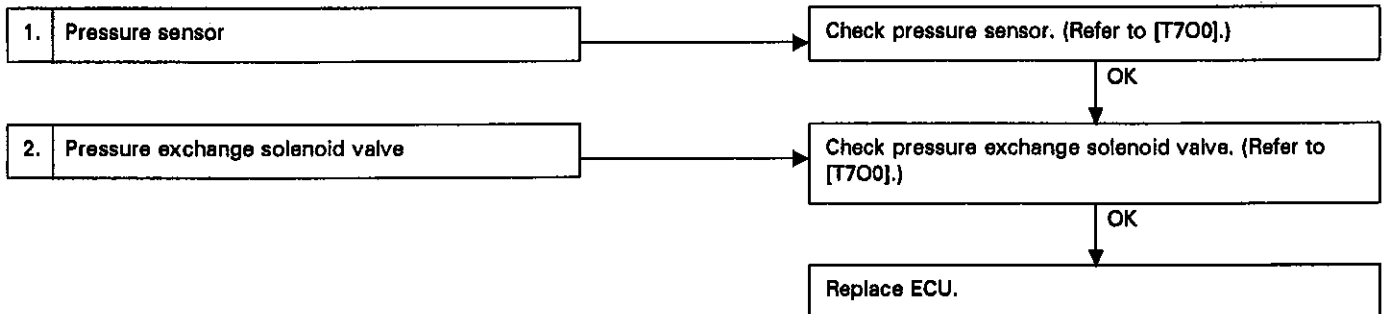 1. Pressure sensor
Check pressure sensor. (Refer to [T7O0].)
OK
2. Pressure exchange solenoid valve
Check pressure exchange solenoid valve. (Refer to
[T7O0].)
OK
Replace ECU.